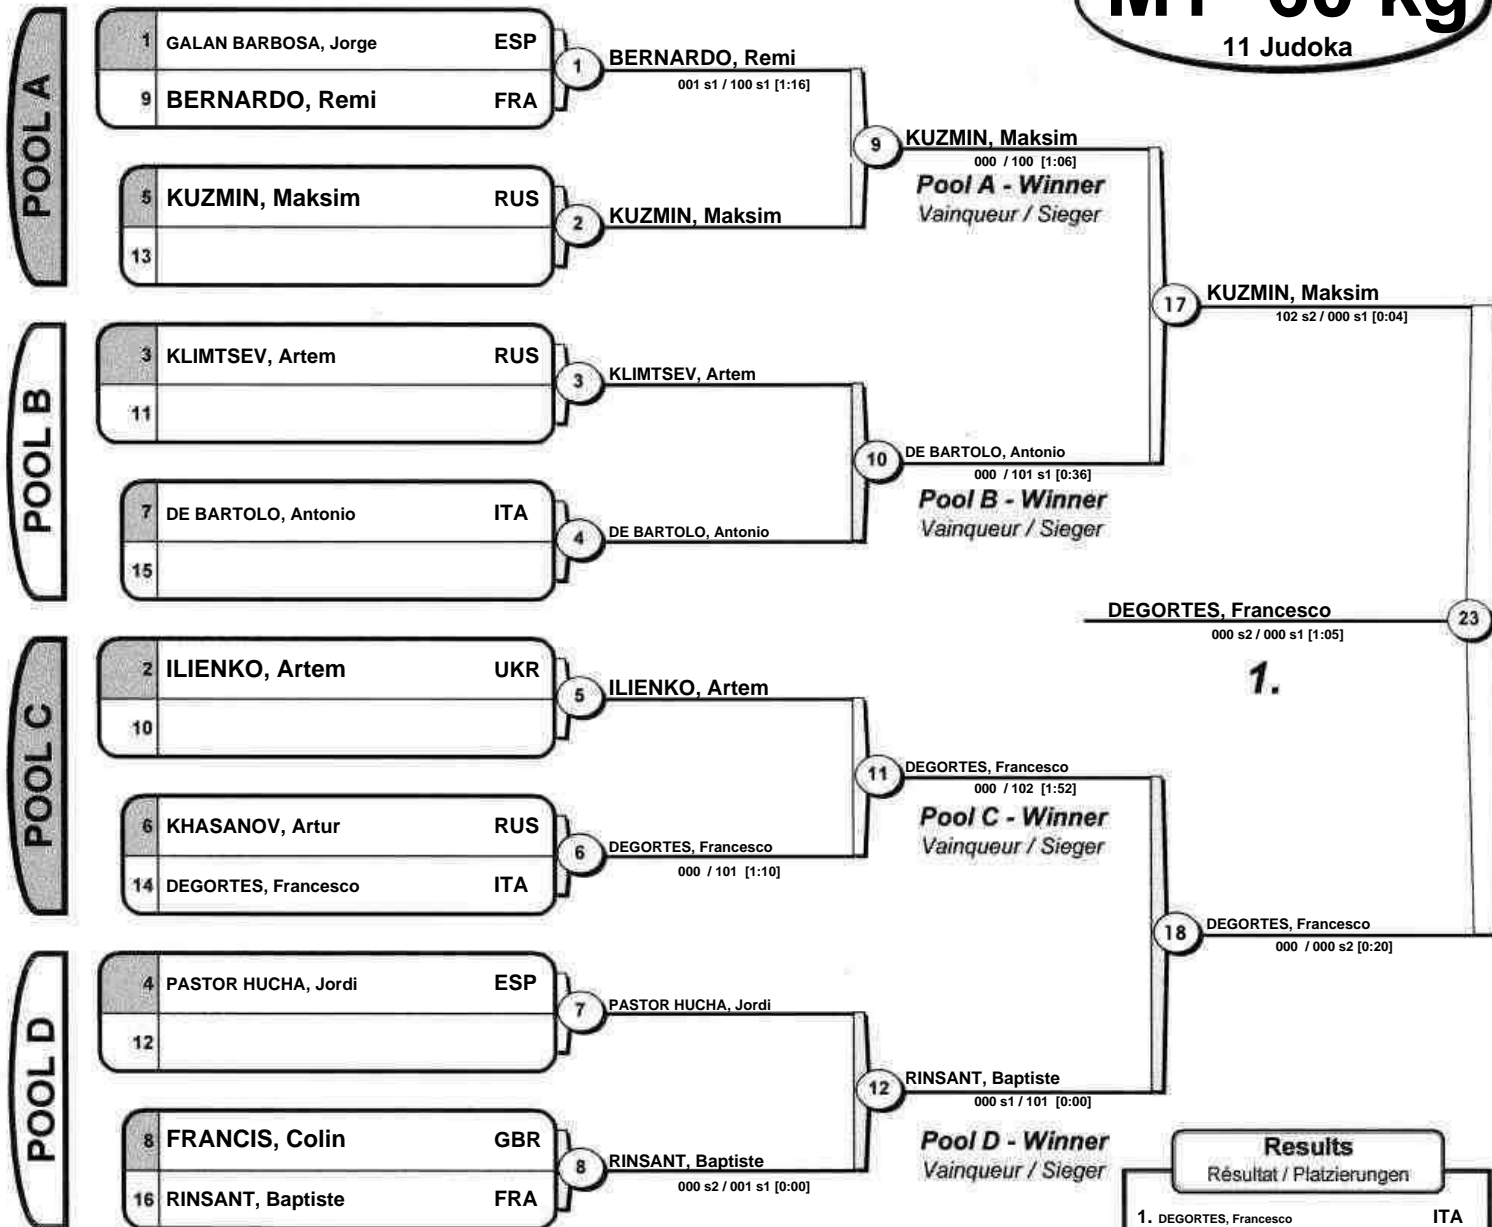 M1 -60 kg
11 Judoka
POOL A
1 GALAN BARBOSA, Jorge ESP
9 BERNARDO, Remi FRA
1
BERNARDO, Remi
001 s1 / 100 s1 [1:16]
5 KUZMIN, Maksim RUS
13
2
KUZMIN, Maksim
9
KUZMIN, Maksim
000 / 100 [1:06]
Pool A - Winner
Vainqueur / Sieger
17
KUZMIN, Maksim
102 s2 / 000 s1 [0:04]
POOL B
3 KLIMTSEV, Artem RUS
11
3
KLIMTSEV, Artem
7 DE BARTOLO, Antonio ITA
15
4
DE BARTOLO, Antonio
10
DE BARTOLO, Antonio
000 / 101 s1 [0:36]
Pool B - Winner
Vainqueur / Sieger
DEGORTES, Francesco
000 s2 / 000 s1 [1:05]
23
1.
POOL C
2 ILIENKO, Artem UKR
10
5
ILIENKO, Artem
6 KHASANOV, Artur RUS
14 DEGORTES, Francesco ITA
6
DEGORTES, Francesco
000 / 101 [1:10]
11
DEGORTES, Francesco
000 / 102 [1:52]
Pool C - Winner
Vainqueur / Sieger
18
DEGORTES, Francesco
000 / 000 s2 [0:20]
POOL D
4 PASTOR HUCHA, Jordi ESP
12
7
PASTOR HUCHA, Jordi
8 FRANCIS, Colin GBR
16 RINSANT, Baptiste FRA
8
RINSANT, Baptiste
000 s2 / 001 s1 [0:00]
12
RINSANT, Baptiste
000 s1 / 101 [0:00]
Pool D - Winner
Vainqueur / Sieger
Results
Résultat / Platzierungen
1. DEGORTES, Francesco ITA